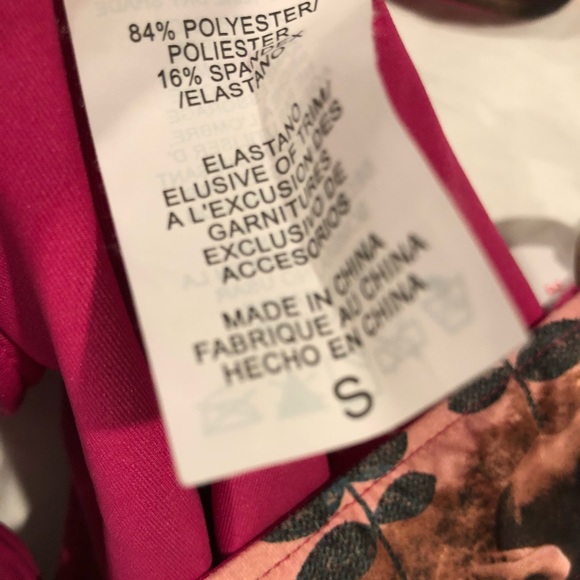 84% POLYESTER/
POLIESTER
16% SPANDEX
/ELASTAN
ELASTANO
ELUSIVE OF TRIM/
A L'EXCUSION DES
GARNITURES
EXCLUSIVO DE
ACCESORIOS
MADE IN CHINA
FABRIQUE AU CHINA
HECHO EN CHINA
S